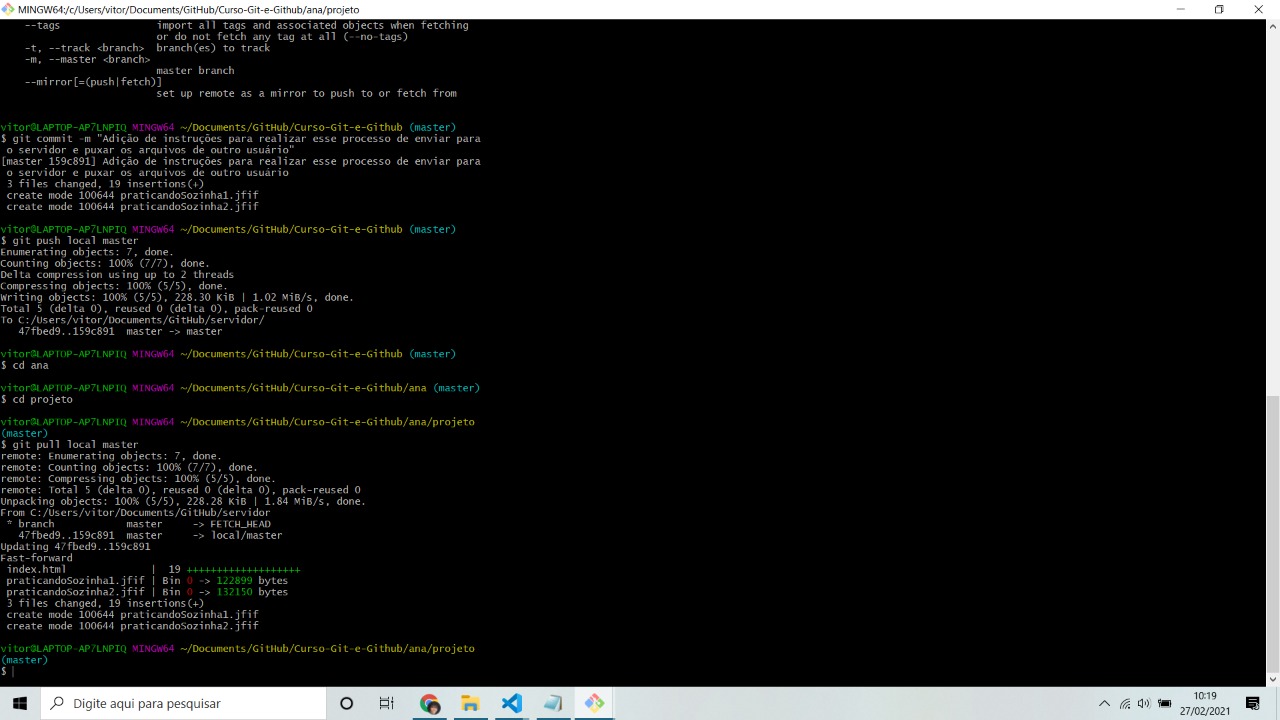 MINGW64:/c/Users/vitor/Documents/GitHub/Curso-Git-e-Github/ana/projeto
--tags                import all tags and associated objects when fetching
or do not fetch any tag at all (--no-tags)
-t, --track <branch>  branch(es) to track
-m, --master <branch>
master branch
--mirror[=(push|fetch)]
set up remote as a mirror to push to or fetch from
vitor@LAPTOP-AP7LNPIQ MINGW64 ~/Documents/GitHub/Curso-Git-e-Github (master)
$ git commit -m "Adição de instruções para realizar esse processo de enviar para
o servidor e puxar os arquivos de outro usuário"
[master 159c891] Adição de instruções para realizar esse processo de enviar para
o servidor e puxar os arquivos de outro usuário
3 files changed, 19 insertions(+)
create mode 100644 praticandoSozinha1.jfif
create mode 100644 praticandoSozinha2.jfif
vitor@LAPTOP-AP7LNPIQ MINGW64 ~/Documents/GitHub/Curso-Git-e-Github (master)
$ git push local master
Enumerating objects: 7, done.
Counting objects: 100% (7/7), done.
Delta compression using up to 2 threads
Compressing objects: 100% (5/5), done.
Writing objects: 100% (5/5), 228.30 KiB | 1.02 MiB/s, done.
Total 5 (delta 0), reused 0 (delta 0), pack-reused 0
To C:/Users/vitor/Documents/GitHub/servidor/
47fbed9..159c891  master -> master
vitor@LAPTOP-AP7LNPIQ MINGW64 ~/Documents/GitHub/Curso-Git-e-Github (master)
$ cd ana
vitor@LAPTOP-AP7LNPIQ MINGW64 ~/Documents/GitHub/Curso-Git-e-Github/ana (master)
$ cd projeto
vitor@LAPTOP-AP7LNPIQ MINGW64 ~/Documents/GitHub/Curso-Git-e-Github/ana/projeto
(master)
$ git pull local master
remote: Enumerating objects: 7, done.
remote: Counting objects: 100% (7/7), done.
remote: Compressing objects: 100% (5/5), done.
remote: Total 5 (delta 0), reused 0 (delta 0), pack-reused 0
Unpacking objects: 100% (5/5), 228.28 KiB | 1.84 MiB/s, done.
From C:/Users/vitor/Documents/GitHub/servidor
* branch            master     -> FETCH_HEAD
47fbed9..159c891  master     -> local/master
Updating 47fbed9..159c891
Fast-forward
index.html              |  19 +++++++++++++++++++
praticandoSozinha1.jfif | Bin 0 -> 122899 bytes
praticandoSozinha2.jfif | Bin 0 -> 132150 bytes
3 files changed, 19 insertions(+)
create mode 100644 praticandoSozinha1.jfif
create mode 100644 praticandoSozinha2.jfif
vitor@LAPTOP-AP7LNPIQ MINGW64 ~/Documents/GitHub/Curso-Git-e-Github/ana/projeto
(master)
$
Digite aqui para pesquisar
10:19
27/02/2021